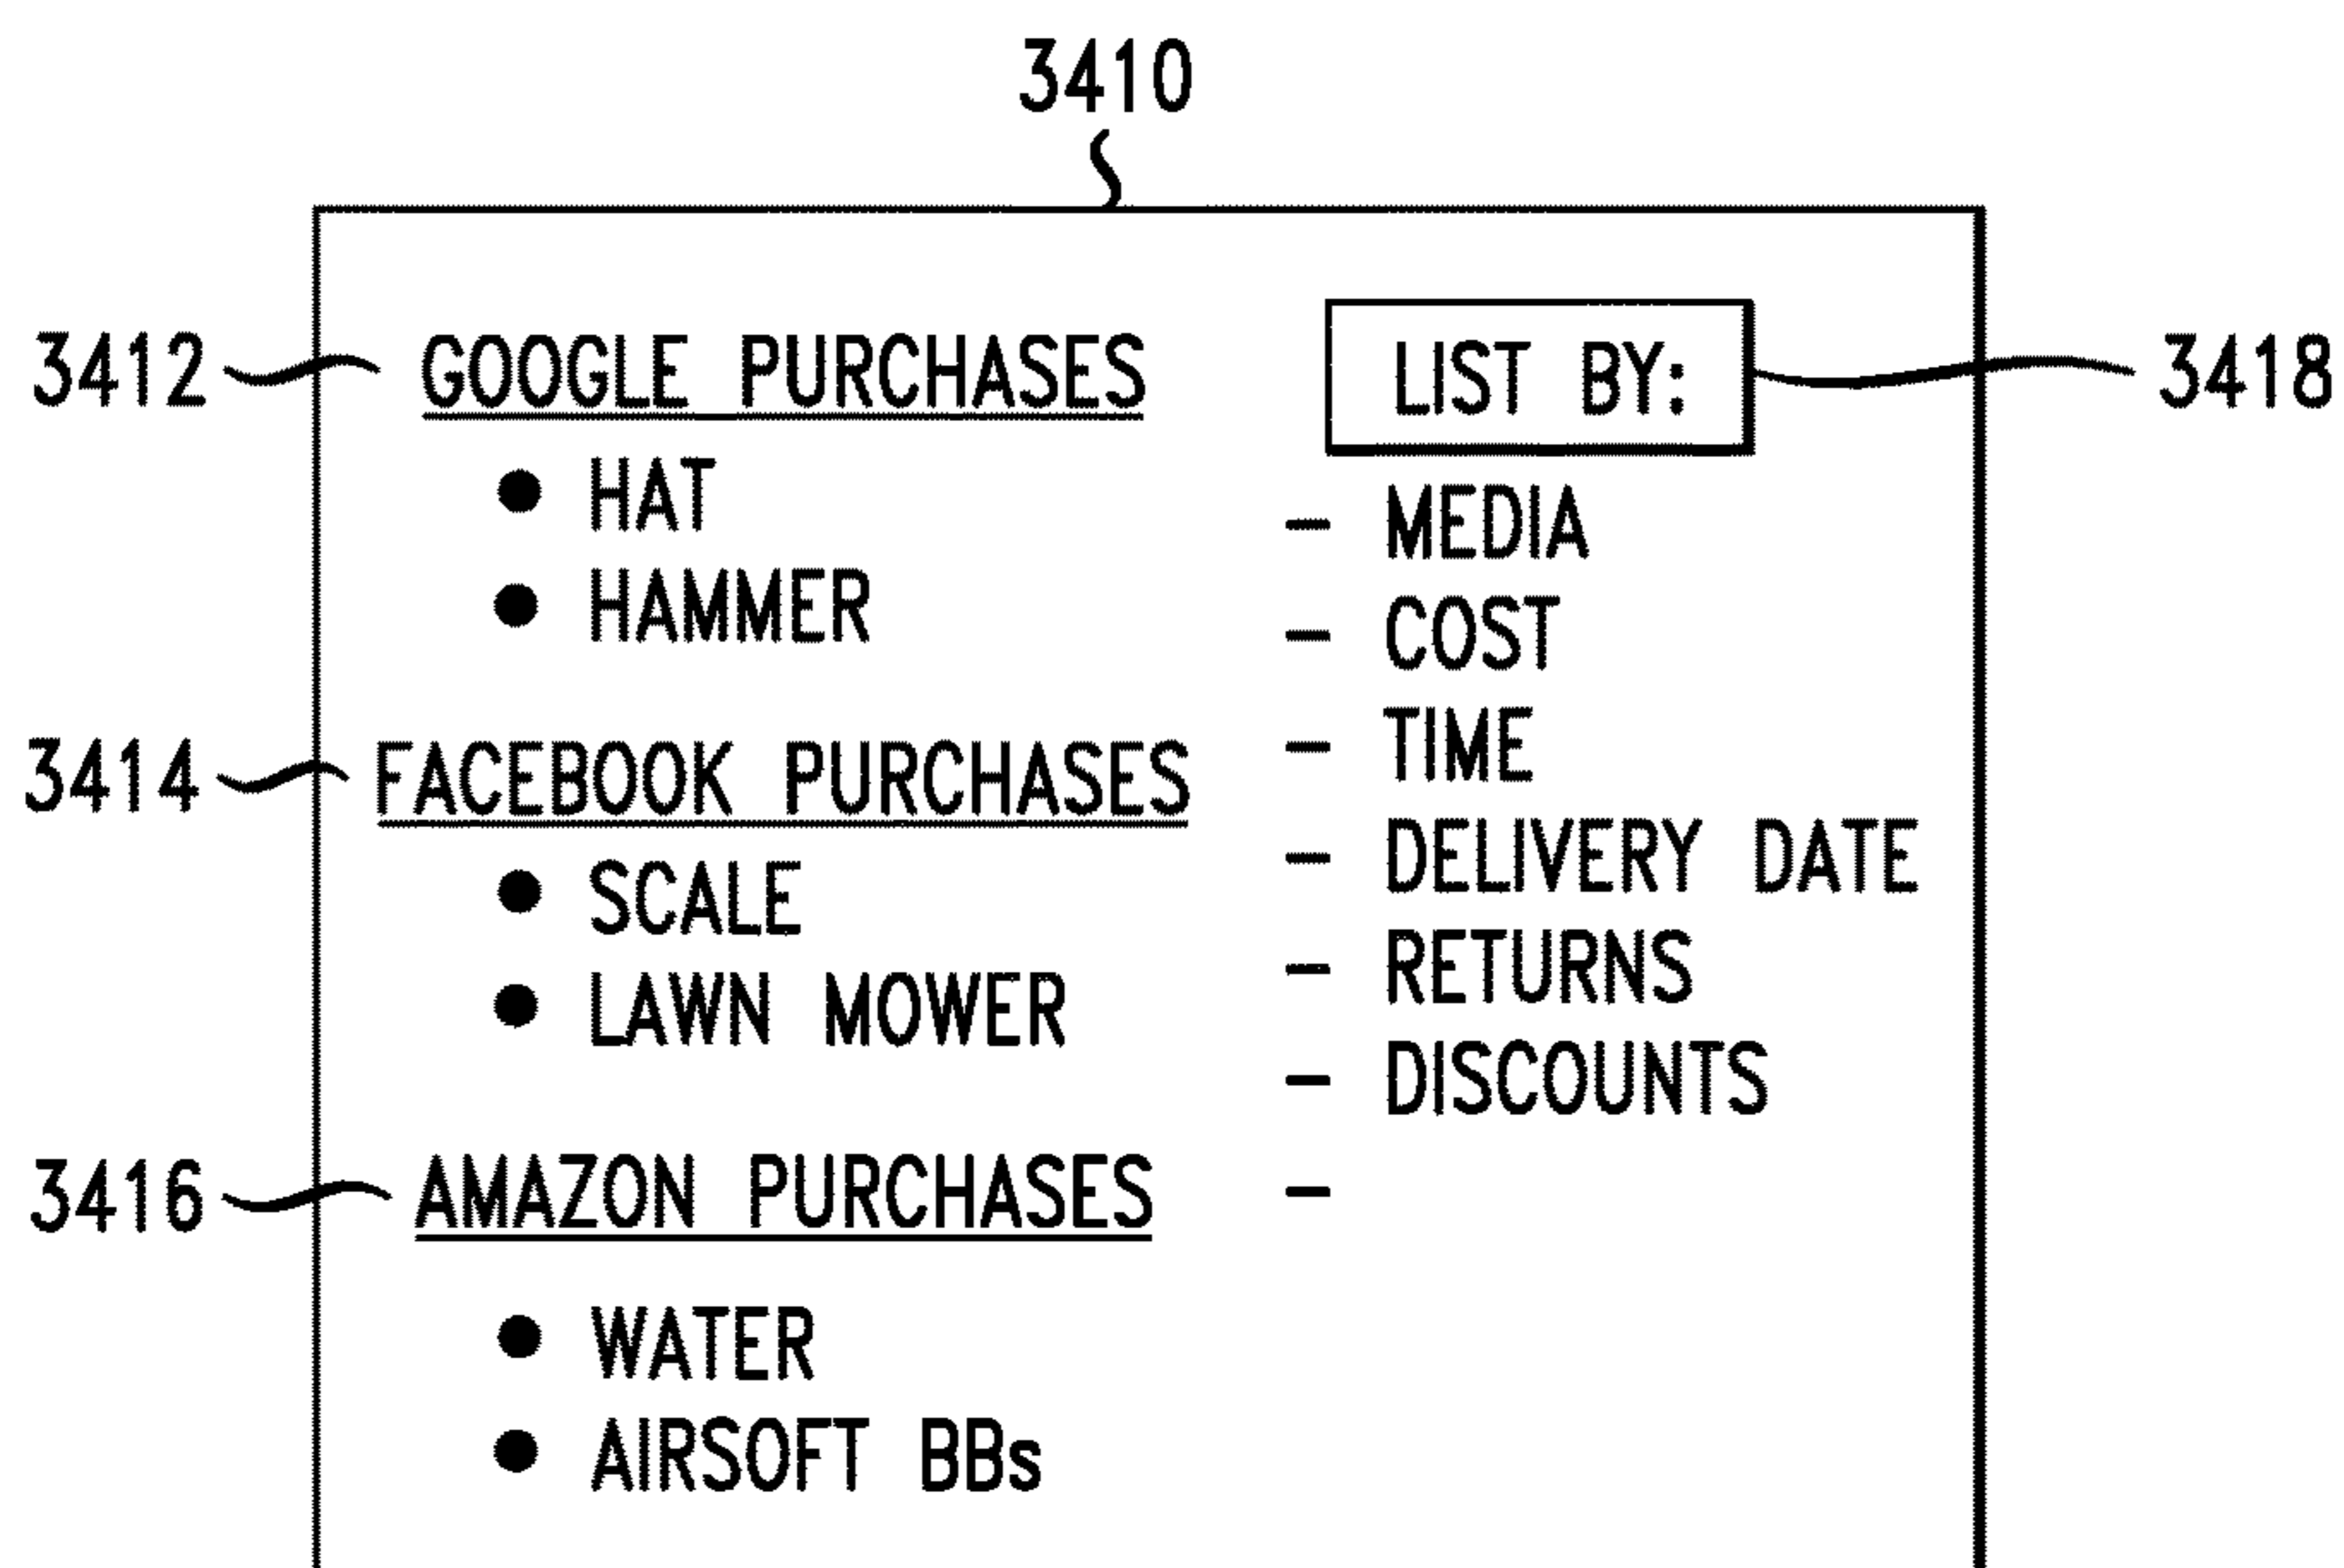 3410
3412
GOOGLE PURCHASES
● HAT
● HAMMER
3414
FACEBOOK PURCHASES
● SCALE
● LAWN MOWER
3416
AMAZON PURCHASES
● WATER
● AIRSOFT BBs
LIST BY:
3418
- MEDIA
- COST
- TIME
- DELIVERY DATE
- RETURNS
- DISCOUNTS
-